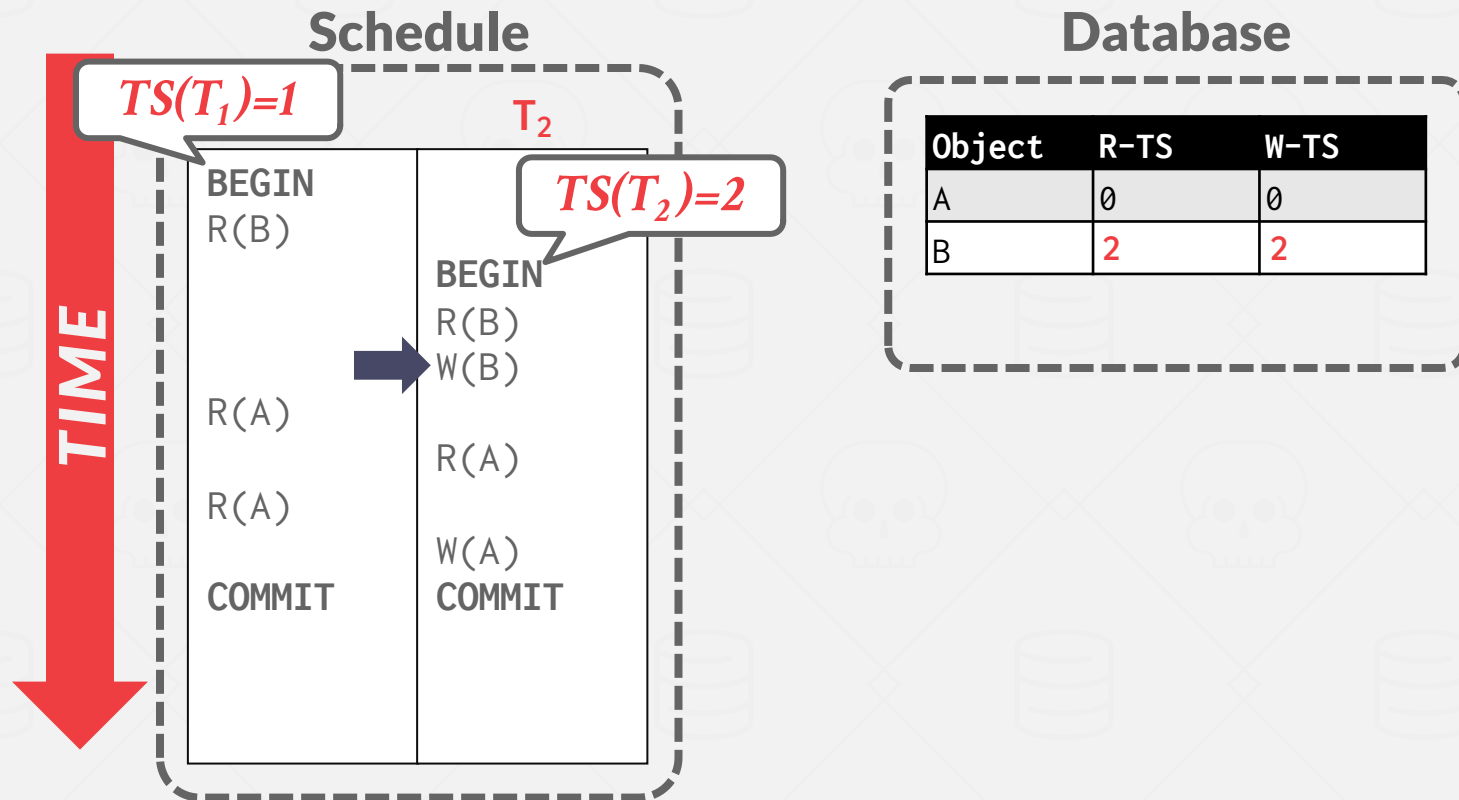 Schedule
Database
TS(T₁)=1
T₂
BEGIN
R(B)
TS(T₂)=2
BEGIN
R(B)
W(B)
R(A)
R(A)
R(A)
W(A)
COMMIT
COMMIT
TIME
Object R-TS W-TS
A 0 0
B 2 2